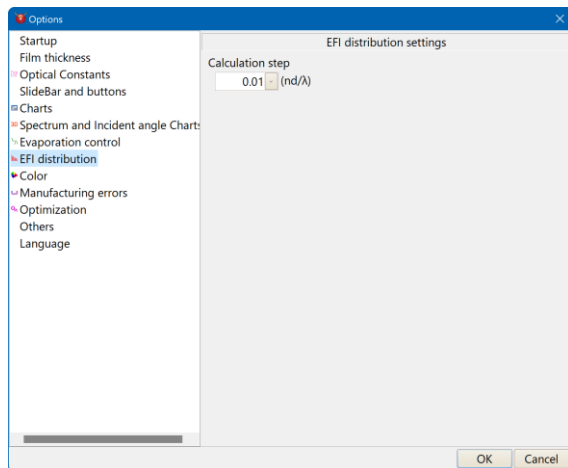 Options
Startup
Film thickness
Optical Constants
SlideBar and buttons
Charts
Spectrum and Incident angle Charts
Evaporation control
EFI distribution
Color
Manufacturing errors
Optimization
Others
Language
EFI distribution settings
Calculation step
0.01 (nd/λ)
OK Cancel